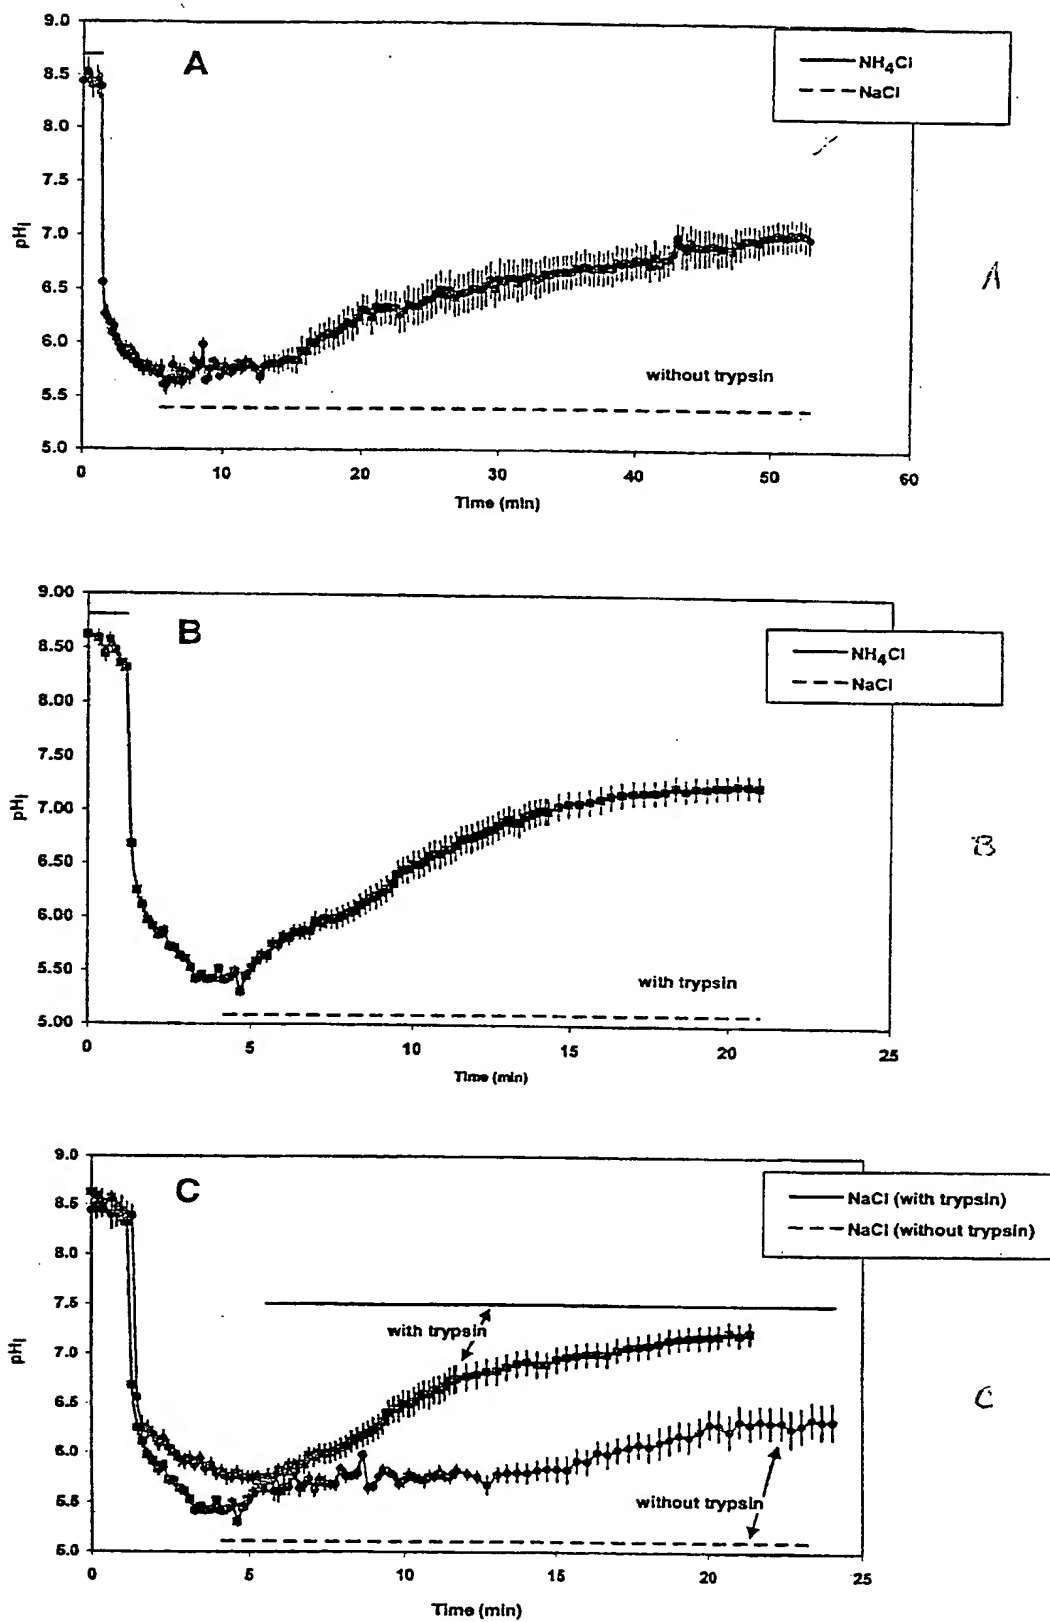 A
NH4Cl
NaCl
9.0
8.5
8.0
7.5
7.0
6.5
6.0
5.5
5.0
pHi
without trypsin
0 10 20 30 40 50 60
Time (min)
A
B
NH4Cl
NaCl
9.00
8.50
8.00
7.50
7.00
6.50
6.00
5.50
5.00
pHi
with trypsin
0 5 10 15 20 25
Time (min)
B
C
NaCl (with trypsin)
NaCl (without trypsin)
9.0
8.5
8.0
7.5
7.0
6.5
6.0
5.5
5.0
pHi
with trypsin
without trypsin
0 5 10 15 20 25
Time (min)
C